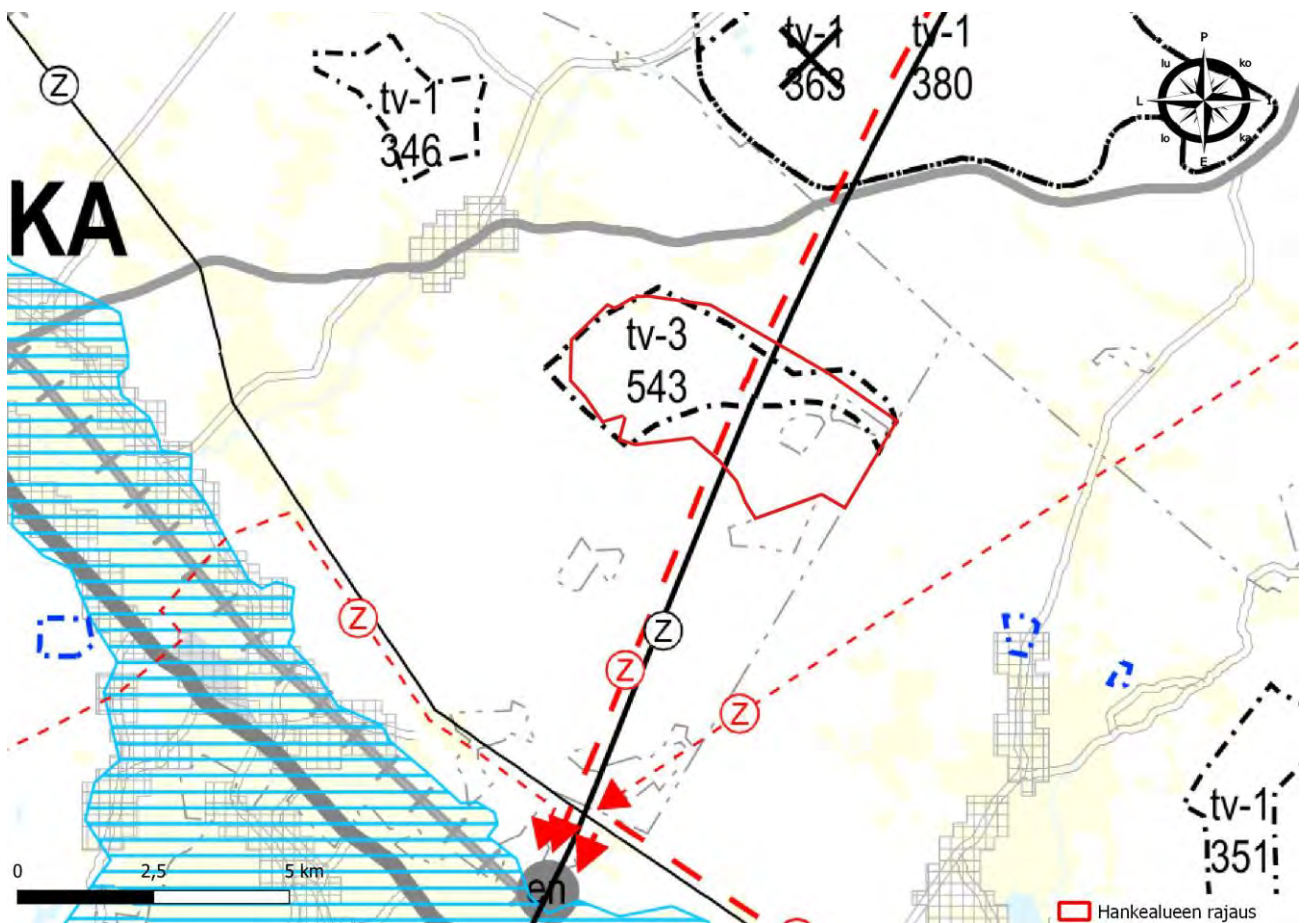 tv-1
363
tv-1
380
P
lu
ko
L
I
lo
ka
E
Z
tv-1
346
KA
tv-3
543
Z
Z
Z
Z
tv-1
351
en
0
2,5
5 km
Hankealueen rajaus